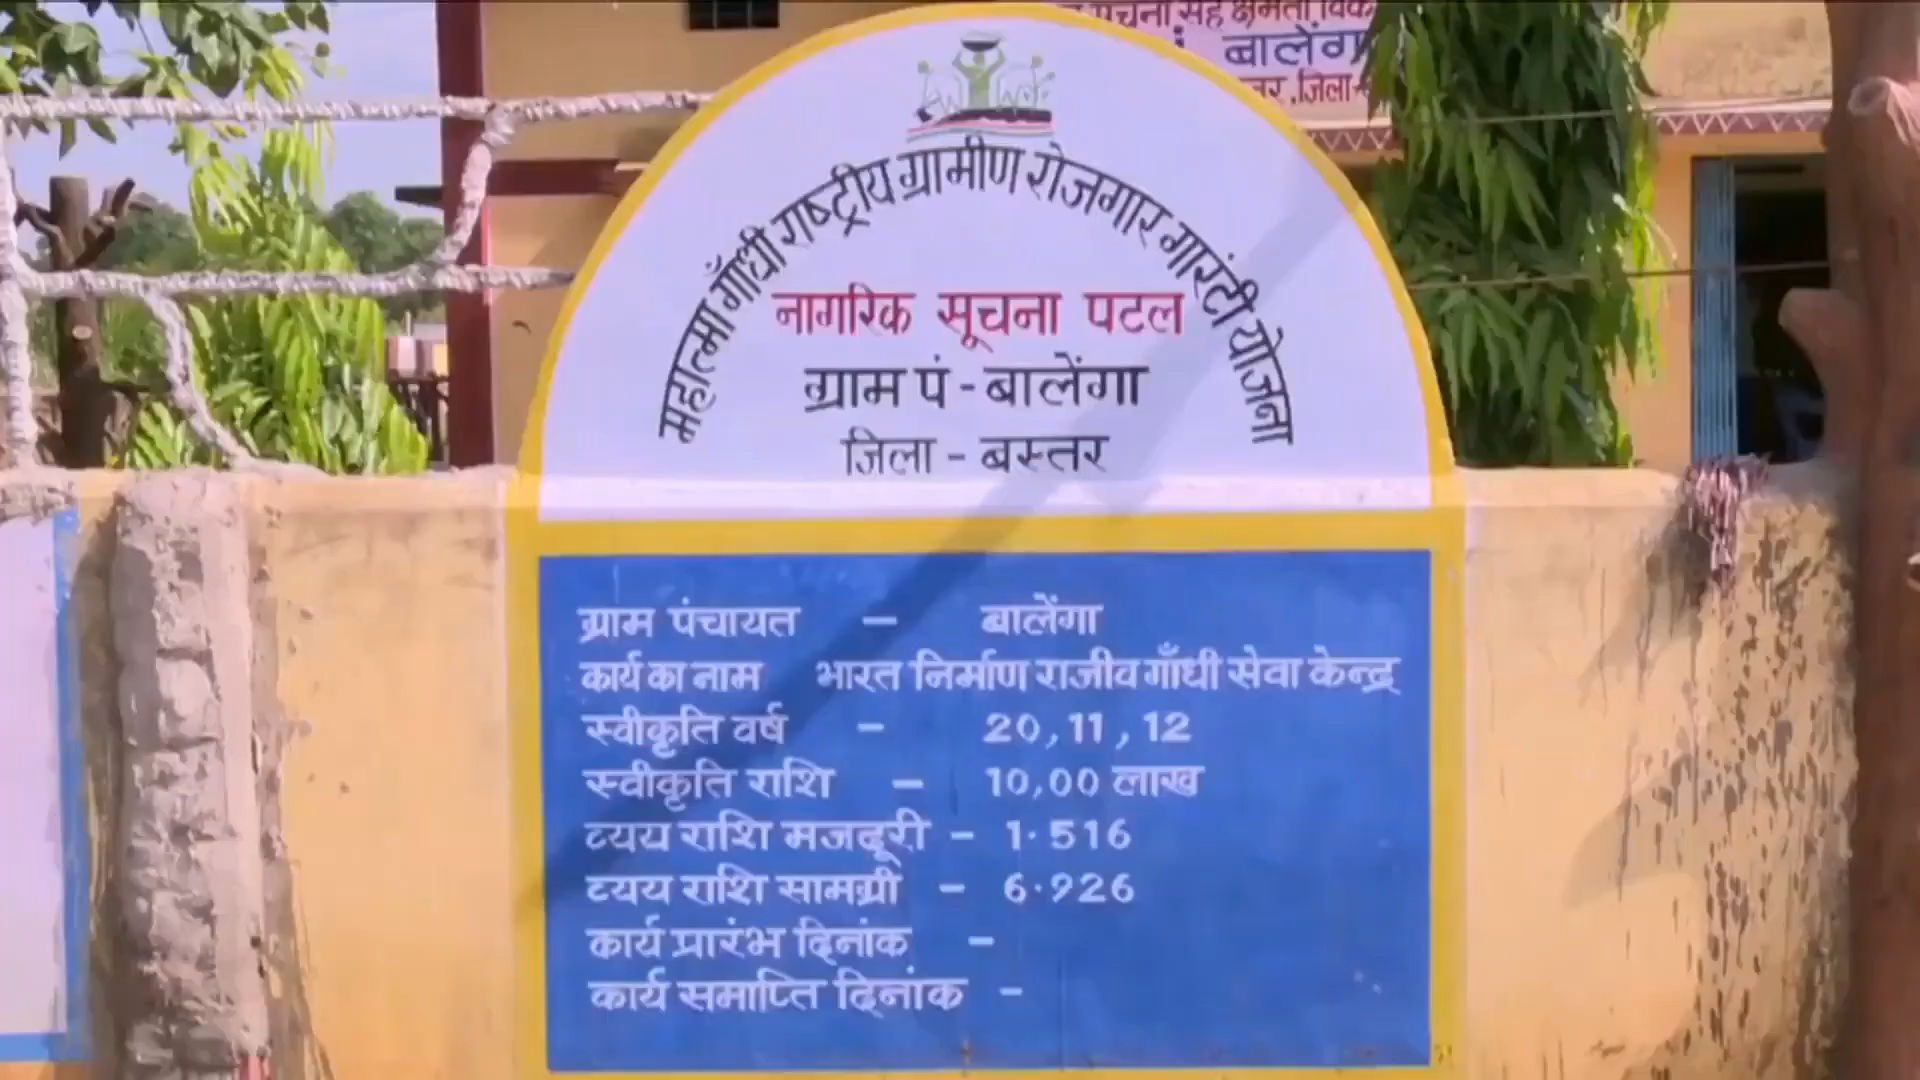 बालेंग
महात्मा गाँधी राष्ट्रीय ग्रामीण रोजगार गारंटी योजना
नागरिक सूचना पटल
ग्राम पं - बालेंगा
जिला - बस्तर
ग्राम पंचायत - बालेंगा
कार्य का नाम भारत निर्माण राजीव गाँधी सेवा केन्द्र
स्वीकृति वर्ष - 20,11,12
स्वीकृति राशि - 10,00 लाख
व्यय राशि मजदूरी - 1.516
व्यय राशि सामग्री - 6.926
कार्य प्रारंभ दिनांक -
कार्य समाप्ति दिनांक -